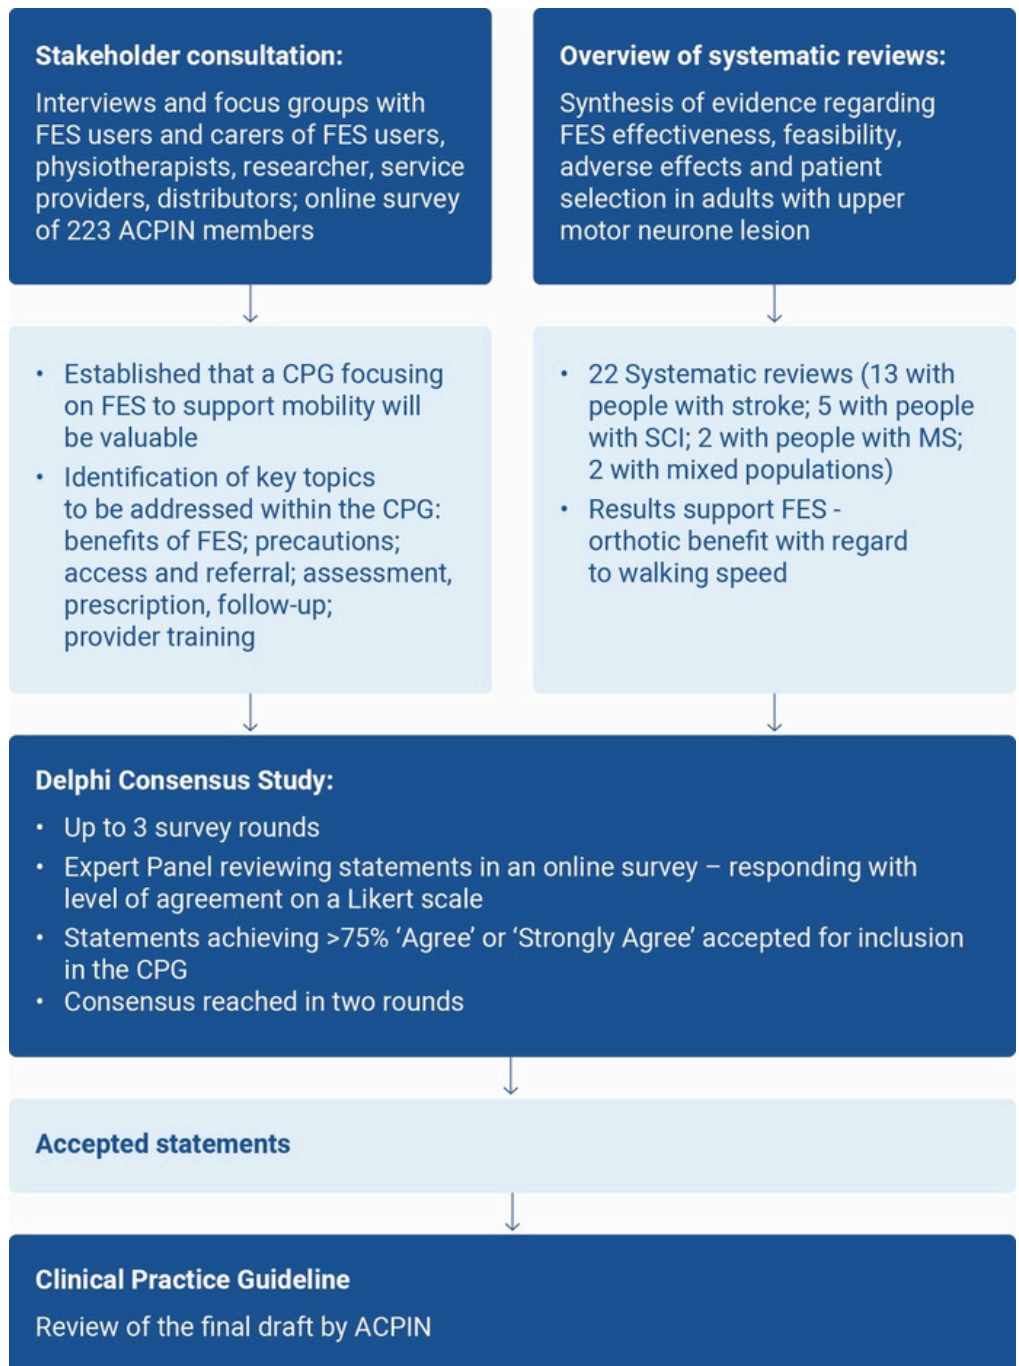 Stakeholder consultation:
Interviews and focus groups with
FES users and carers of FES users,
physiotherapists, researcher, service
providers, distributors; online survey
of 223 ACPIN members
Overview of systematic reviews:
Synthesis of evidence regarding
FES effectiveness, feasibility,
adverse effects and patient
selection in adults with upper
motor neurone lesion
• Established that a CPG focusing
on FES to support mobility will
be valuable
• Identification of key topics
to be addressed within the CPG:
benefits of FES; precautions;
access and referral; assessment,
prescription, follow-up;
provider training
• 22 Systematic reviews (13 with
people with stroke; 5 with people
with SCI; 2 with people with MS;
2 with mixed populations)
• Results support FES -
orthotic benefit with regard
to walking speed
Delphi Consensus Study:
• Up to 3 survey rounds
• Expert Panel reviewing statements in an online survey – responding with
level of agreement on a Likert scale
• Statements achieving >75% ‘Agree’ or ‘Strongly Agree’ accepted for inclusion
in the CPG
• Consensus reached in two rounds
Accepted statements
Clinical Practice Guideline
Review of the final draft by ACPIN